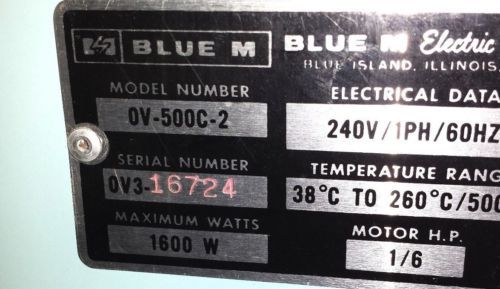 BLUE M BLUE M Electric
BLUE ISLAND, ILLINOIS,
MODEL NUMBER
OV-500C-2
ELECTRICAL DATA
240V/1PH/60HZ
SERIAL NUMBER
OV3-16724
TEMPERATURE RANG
38°C TO 260°C/500
MAXIMUM WATTS
1600 W
MOTOR H.P.
1/6